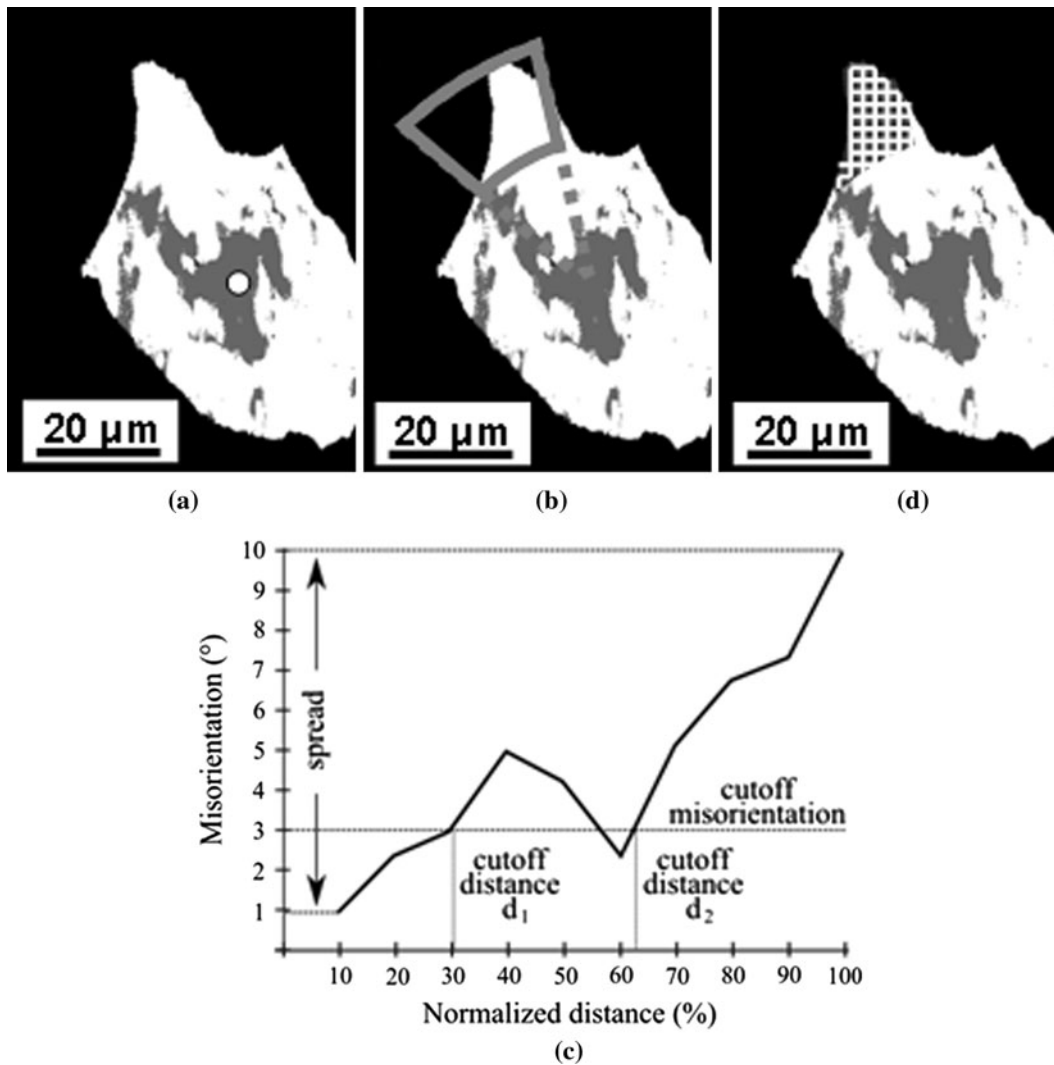 20 µm
20 µm
20 µm
(a)
(b)
(d)
10
9
8
7
6
5
4
3
2
1
Misorientation (°)
spread
cutoff
misorientation
cutoff
distance
d₁
cutoff
distance
d₂
10 20 30 40 50 60 70 80 90 100
Normalized distance (%)
(c)